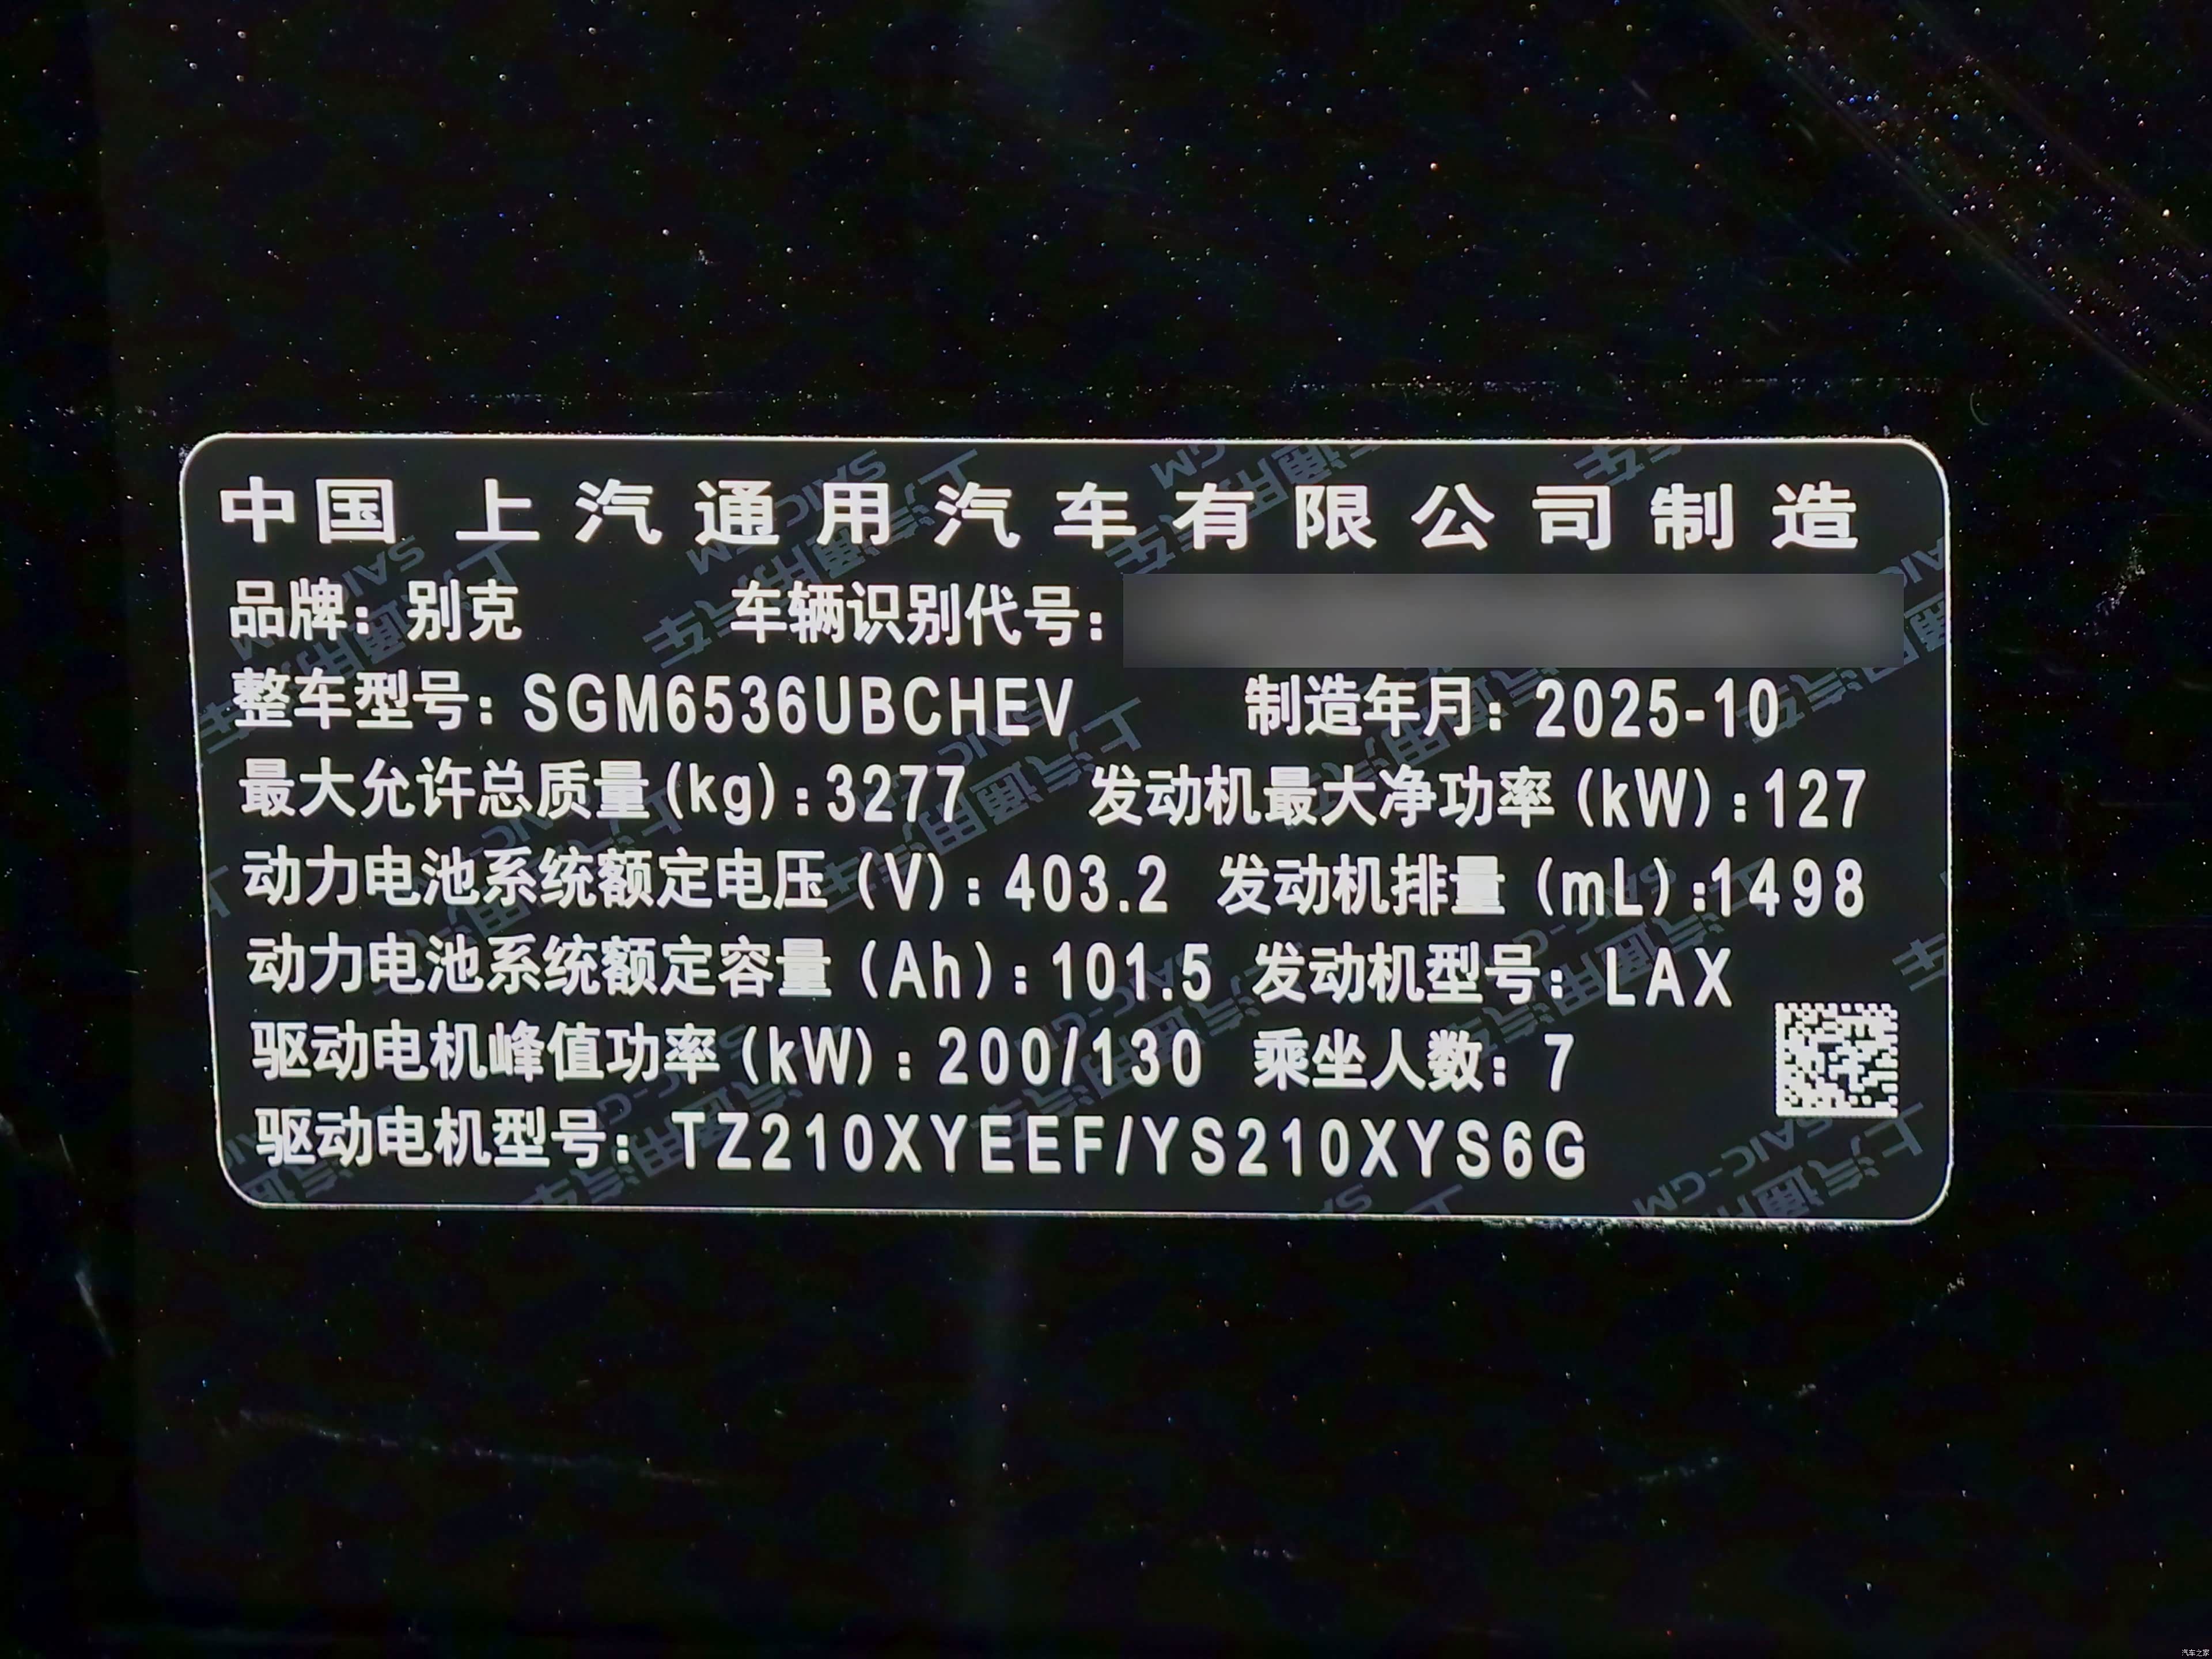 中国 上汽通用汽车有限公司制造
品牌：别克 车辆识别代号：
整车型号：SGM6536UBCHEV 制造年月：2025-10
最大允许总质量(kg):3277 发动机最大净功率(kW):127
动力电池系统额定电压(V):403.2 发动机排量(mL):1498
动力电池系统额定容量(Ah):101.5 发动机型号：LAX
驱动电机峰值功率(kW):200/130 乘坐人数：7
驱动电机型号：TZ210XYEEF/YS210XYS6G
汽车之家